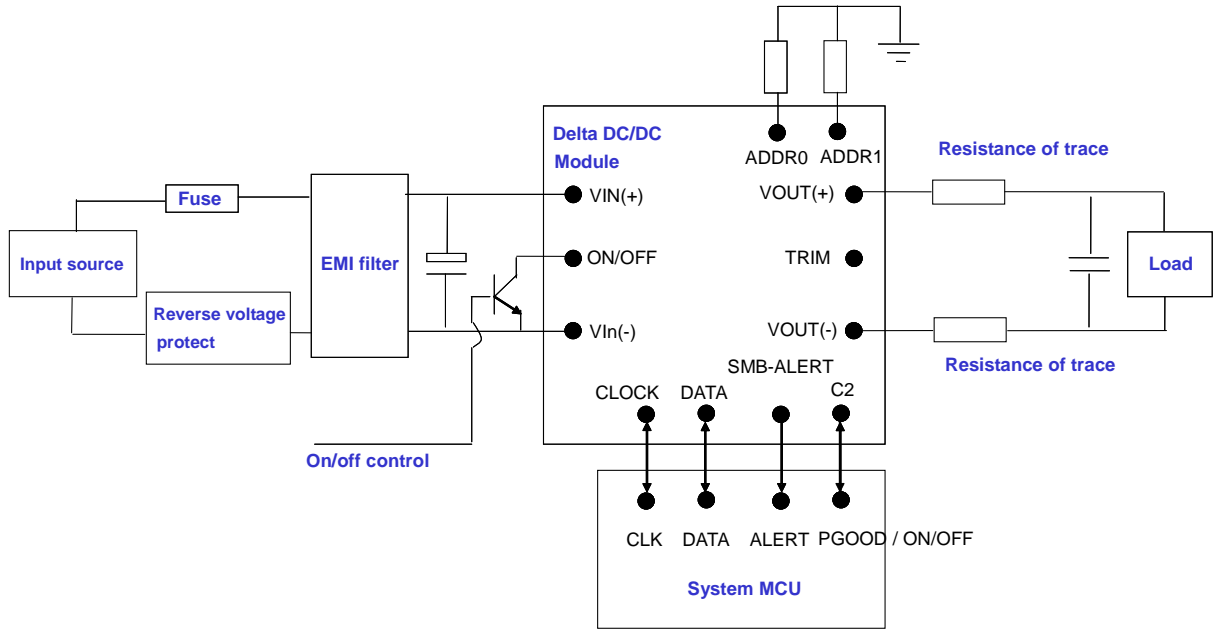 Delta DC/DC
Module
ADDR0
ADDR1
Resistance of trace
Fuse
VIN(+)
VOUT(+)
Input source
EMI filter
ON/OFF
TRIM
Load
Reverse voltage
protect
VIn(-)
VOUT(-)
Resistance of trace
SMB-ALERT
CLOCK
DATA
C2
On/off control
CLK
DATA
ALERT
PGOOD / ON/OFF
System MCU